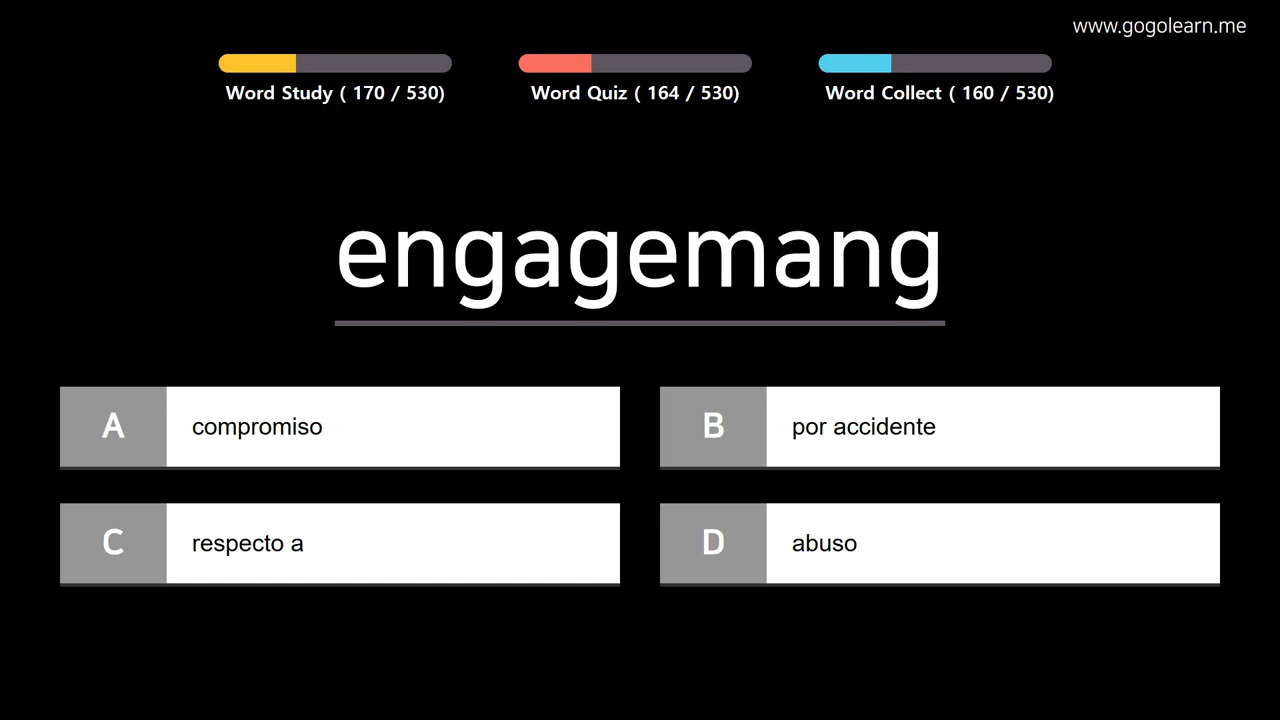 www.gogolearn.me
Word Study ( 170 / 530)
Word Quiz ( 164 / 530)
Word Collect ( 160 / 530)
engagemang
A compromiso
B por accidente
C respecto a
D abuso